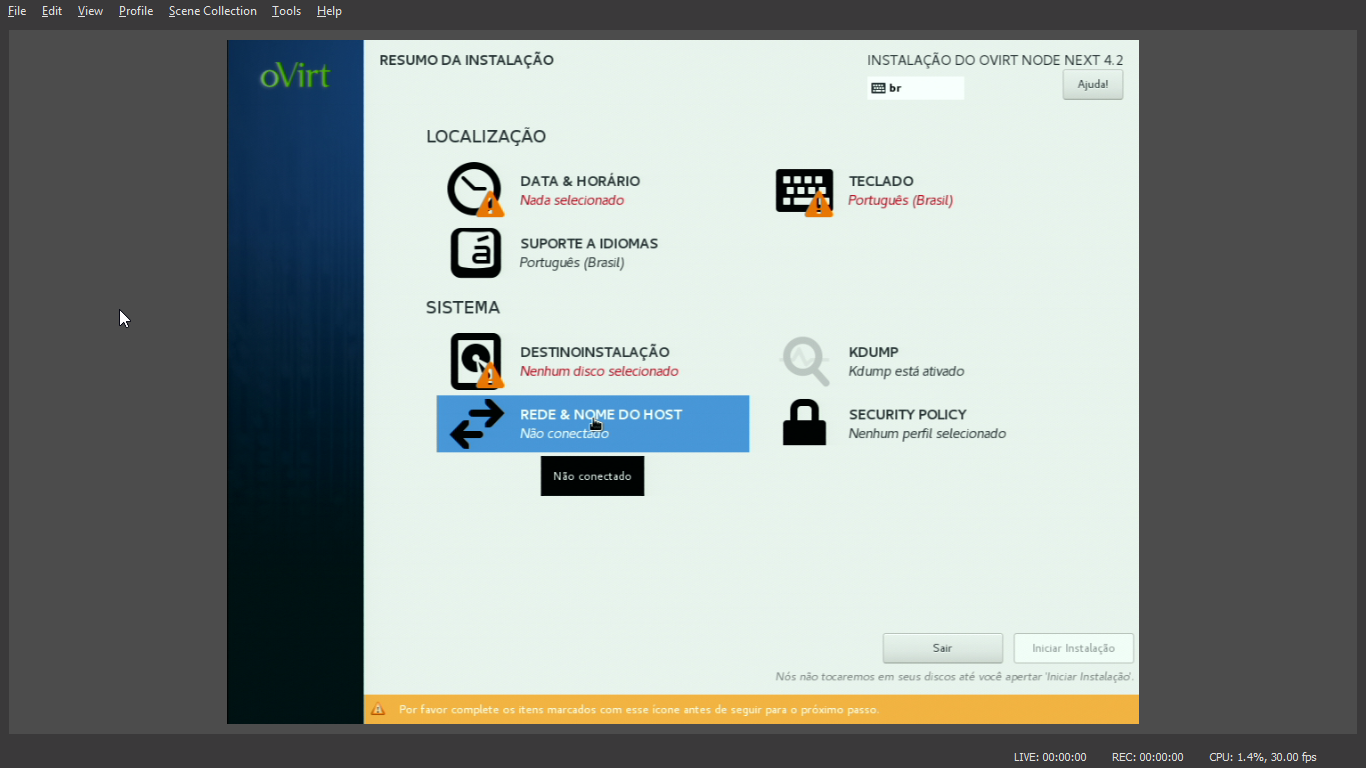 File Edit View Profile Scene Collection Tools Help
oVirt
RESUMO DA INSTALAÇÃO
INSTALAÇÃO DO OVIRT NODE NEXT 4.2
br
Ajuda!
LOCALIZAÇÃO
DATA & HORÁRIO
Nada selecionado
TECLADO
Português (Brasil)
á
SUPORTE A IDIOMAS
Português (Brasil)
SISTEMA
DESTINOINSTALAÇÃO
Nenhum disco selecionado
KDUMP
Kdump está ativado
REDE & NOME DO HOST
Não conectado
SECURITY POLICY
Nenhum perfil selecionado
Não conectado
Sair
Iniciar Instalação
Nós não tocaremos em seus discos até você apertar 'Iniciar Instalação'.
Por favor complete os itens marcados com esse ícone antes de seguir para o próximo passo.
LIVE: 00:00:00 REC: 00:00:00 CPU: 1.4%, 30.00 fps